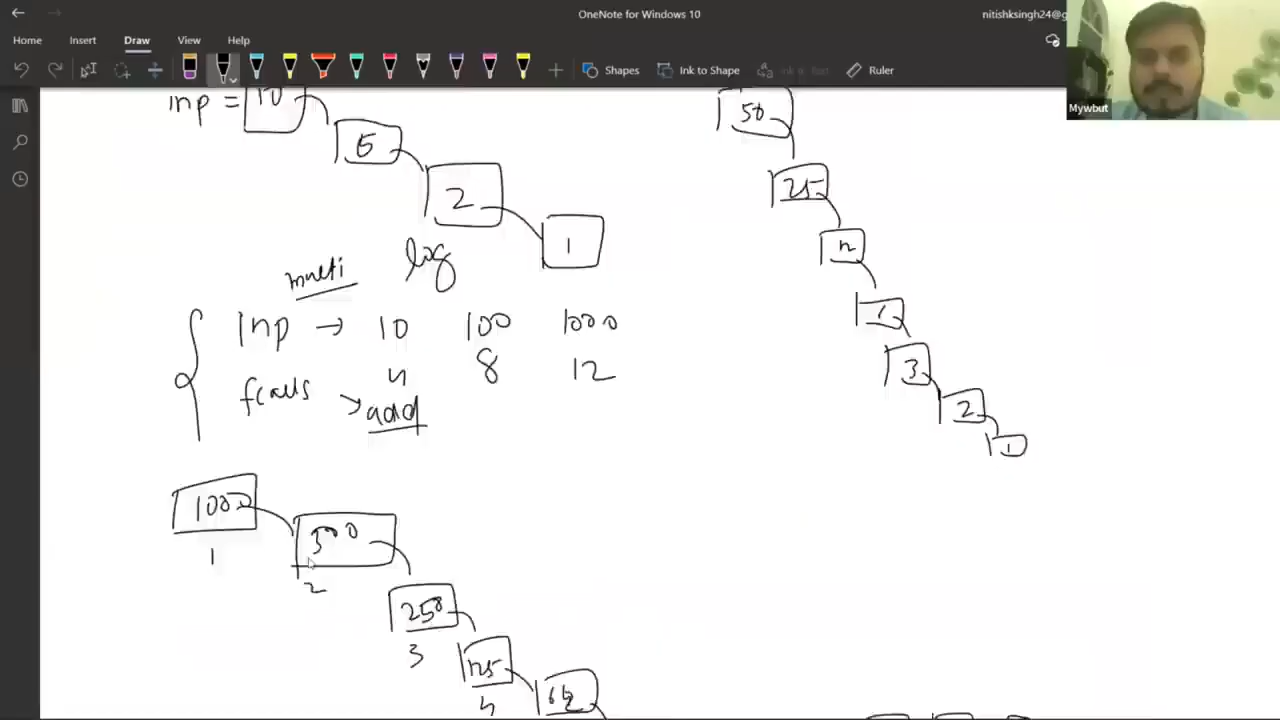 OneNote for Windows 10
nitishksingh24@g
Home Insert Draw View Help
Shapes Ink to Shape Ruler
Mywbut
inp = 10
5
2
1
log
multi
Inp → 10 100 1000
fcalls 4 8 12
→ add
50
25
12
1
3
2
1
1000
1
500
2
250
3
125
4
62